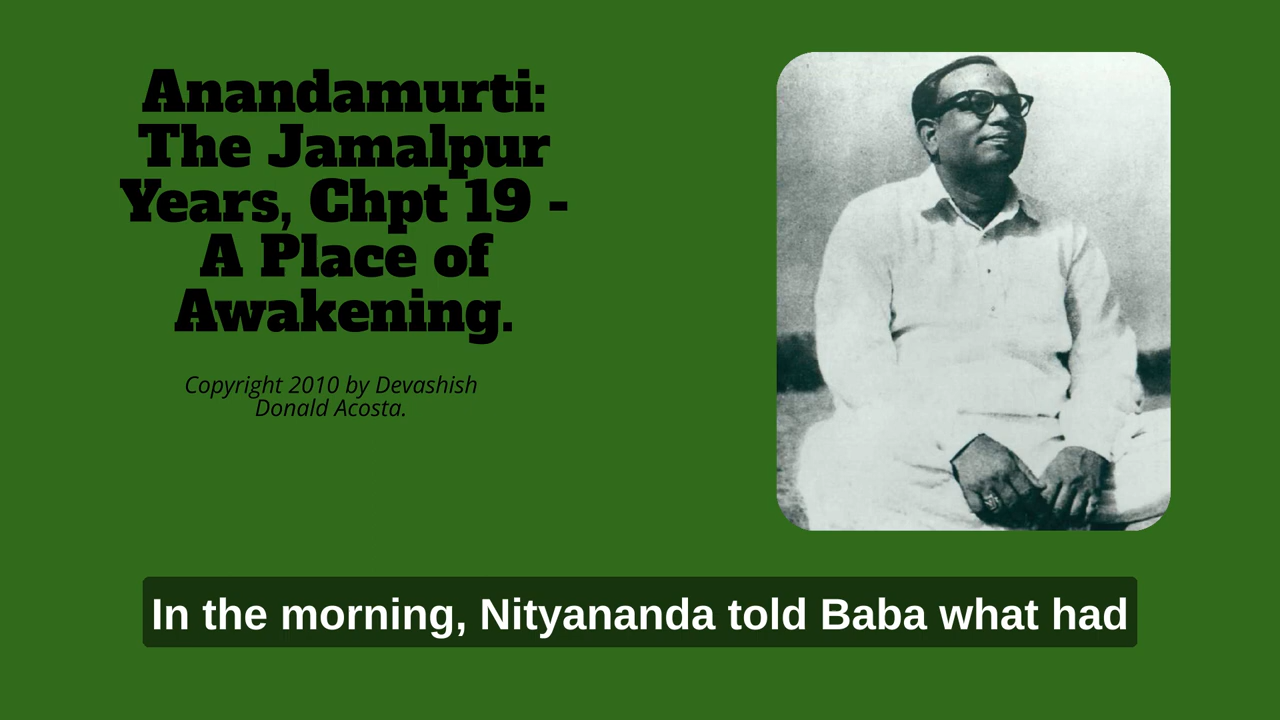 Anandamurti:
The Jamalpur
Years, Chpt 19 -
A Place of
Awakening.
Copyright 2010 by Devashish
Donald Acosta.
In the morning, Nityananda told Baba what had